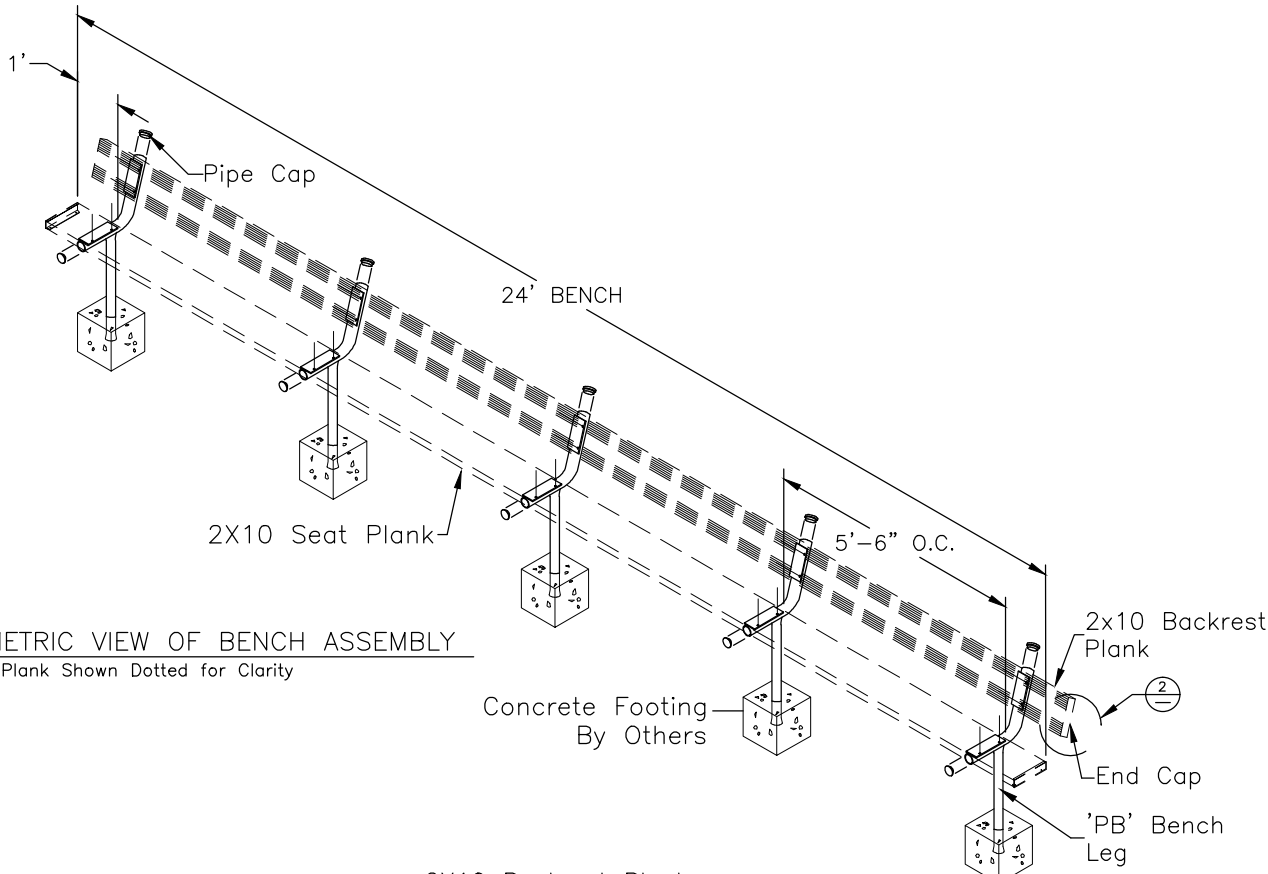 1'
Pipe Cap
24' BENCH
2X10 Seat Plank
5'-6" O.C.
2x10 Backrest
Plank
METRIC VIEW OF BENCH ASSEMBLY
Plank Shown Dotted for Clarity
2
Concrete Footing
By Others
End Cap
'PB' Bench
Leg